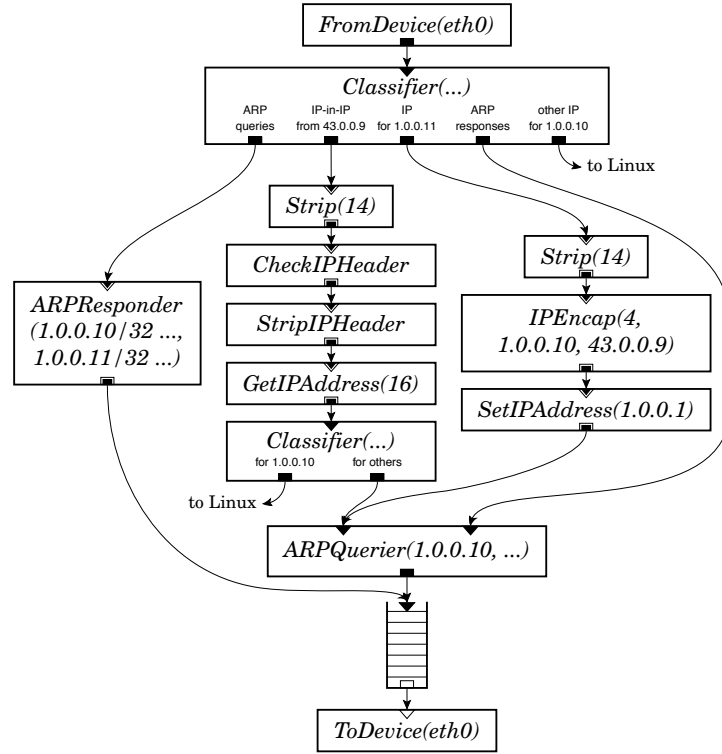 FromDevice(eth0)
Classifier(...)
ARP queries
IP-in-IP from 43.0.0.9
IP for 1.0.0.11
ARP responses
other IP for 1.0.0.10
to Linux
Strip(14)
Strip(14)
CheckIPHeader
ARPResponder
(1.0.0.10/32 ...,
1.0.0.11/32 ...)
IPEncap(4,
1.0.0.10, 43.0.0.9)
StripIPHeader
GetIPAddress(16)
SetIPAddress(1.0.0.1)
Classifier(...)
for 1.0.0.10
for others
to Linux
ARPQuerier(1.0.0.10, ...)
ToDevice(eth0)